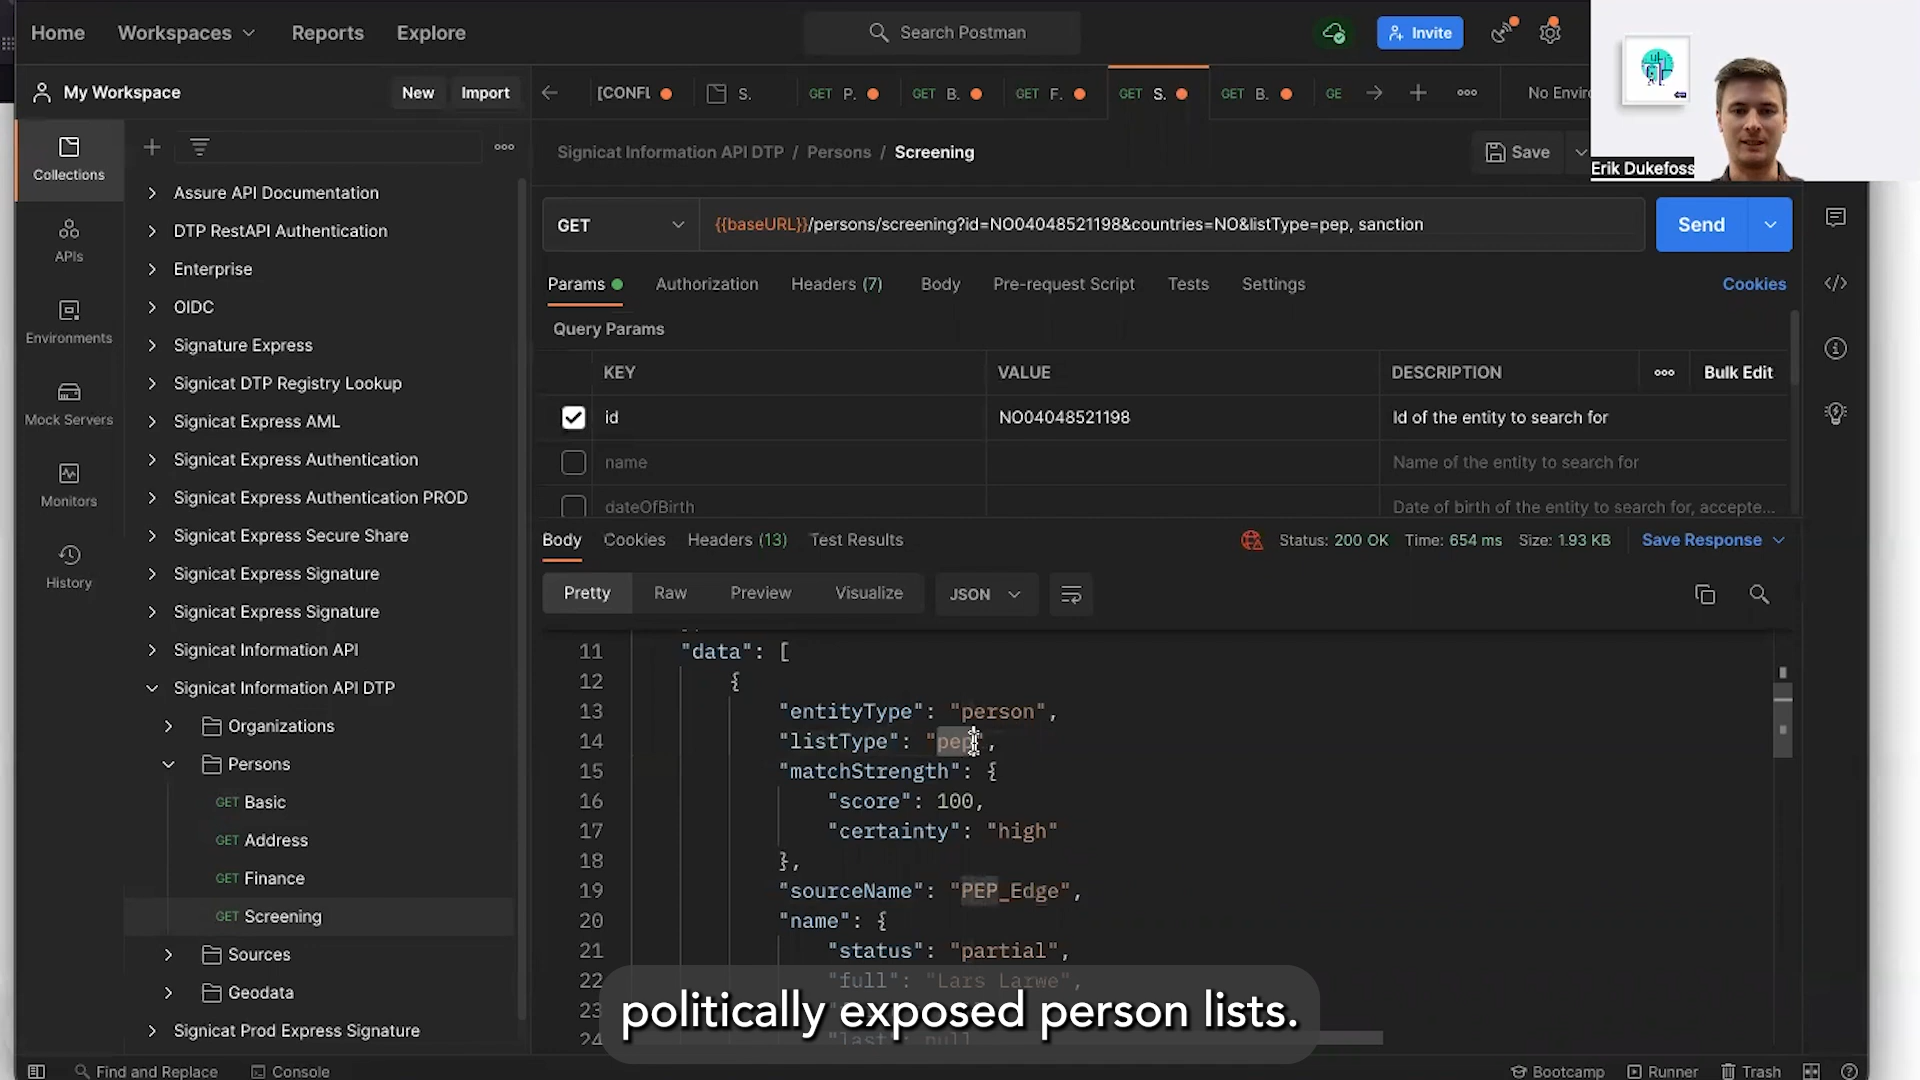 Home
Workspaces
Reports
Explore
Search Postman
Invite
My Workspace
New
Import
[CONFL
S.
GET P.
GET B.
GET F.
GET S.
GET B.
GE
No Enviro
Collections
APIs
Environments
Mock Servers
Monitors
History
Assure API Documentation
DTP RestAPI Authentication
Enterprise
OIDC
Signature Express
Signicat DTP Registry Lookup
Signicat Express AML
Signicat Express Authentication
Signicat Express Authentication PROD
Signicat Express Secure Share
Signicat Express Signature
Signicat Express Signature
Signicat Information API
Signicat Information API DTP
Organizations
Persons
GET Basic
GET Address
GET Finance
GET Screening
Sources
Geodata
Signicat Prod Express Signature
Signicat Information API DTP / Persons / Screening
Save
Erik Dukefoss
GET
{{baseURL}}/persons/screening?id=NO04048521198&countries=NO&listType=pep, sanction
Send
Params
Authorization
Headers (7)
Body
Pre-request Script
Tests
Settings
Cookies
Query Params
KEY VALUE DESCRIPTION
Bulk Edit
id NO04048521198 Id of the entity to search for
name Name of the entity to search for
dateOfBirth Date of birth of the entity to search for, accepte...
Body
Cookies
Headers (13)
Test Results
Status: 200 OK Time: 654 ms Size: 1.93 KB
Save Response
Pretty
Raw
Preview
Visualize
JSON
11 "data": [
12 {
13 "entityType": "person",
14 "listType": "pep",
15 "matchStrength": {
16 "score": 100,
17 "certainty": "high"
18 },
19 "sourceName": "PEP_Edge",
20 "name": {
21 "status": "partial",
22 "full": "Lars Larwe",
23
24 "last": null
politically exposed person lists.
Find and Replace
Console
Bootcamp
Runner
Trash